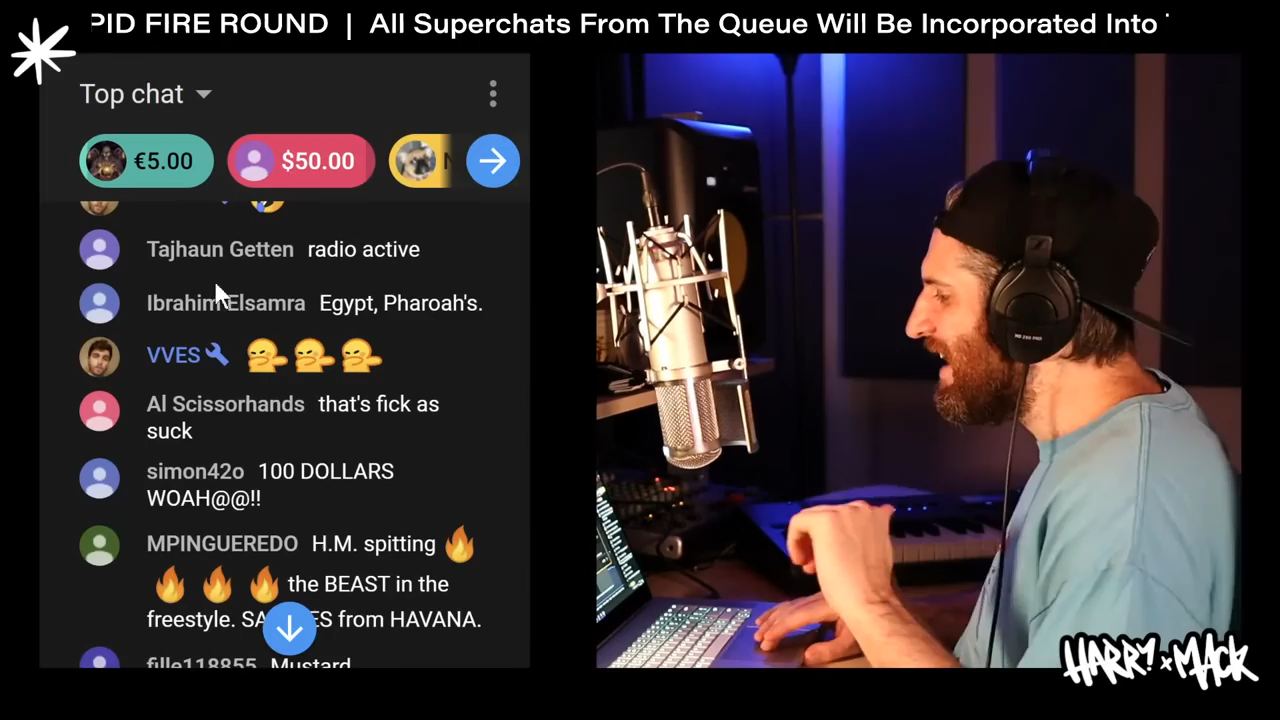 PID FIRE ROUND | All Superchats From The Queue Will Be Incorporated Into
Top chat
€5.00 $50.00
Tajhaun Getten radio active
Ibrahim Elsamra Egypt, Pharoah's.
VVES
Al Scissorhands that's fick as
suck
simon42o 100 DOLLARS
WOAH@@!!
MPINGUEREDO H.M. spitting
the BEAST in the
freestyle. from HAVANA.
fille118855 Mustard
HARRY x MACK